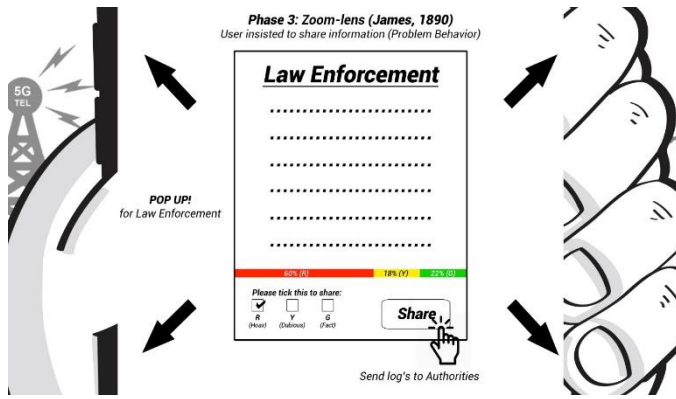 Phase 3: Zoom-lens (James, 1890)
User insisted to share information (Problem Behavior)
5G
TEL
Law Enforcement
POP UP!
for Law Enforcement
60% (R) 18% (Y) 22% (G)
Please tick this to share:
R Y G
(Hoax) (Dubious) (Fact)
Share
Send log's to Authorities